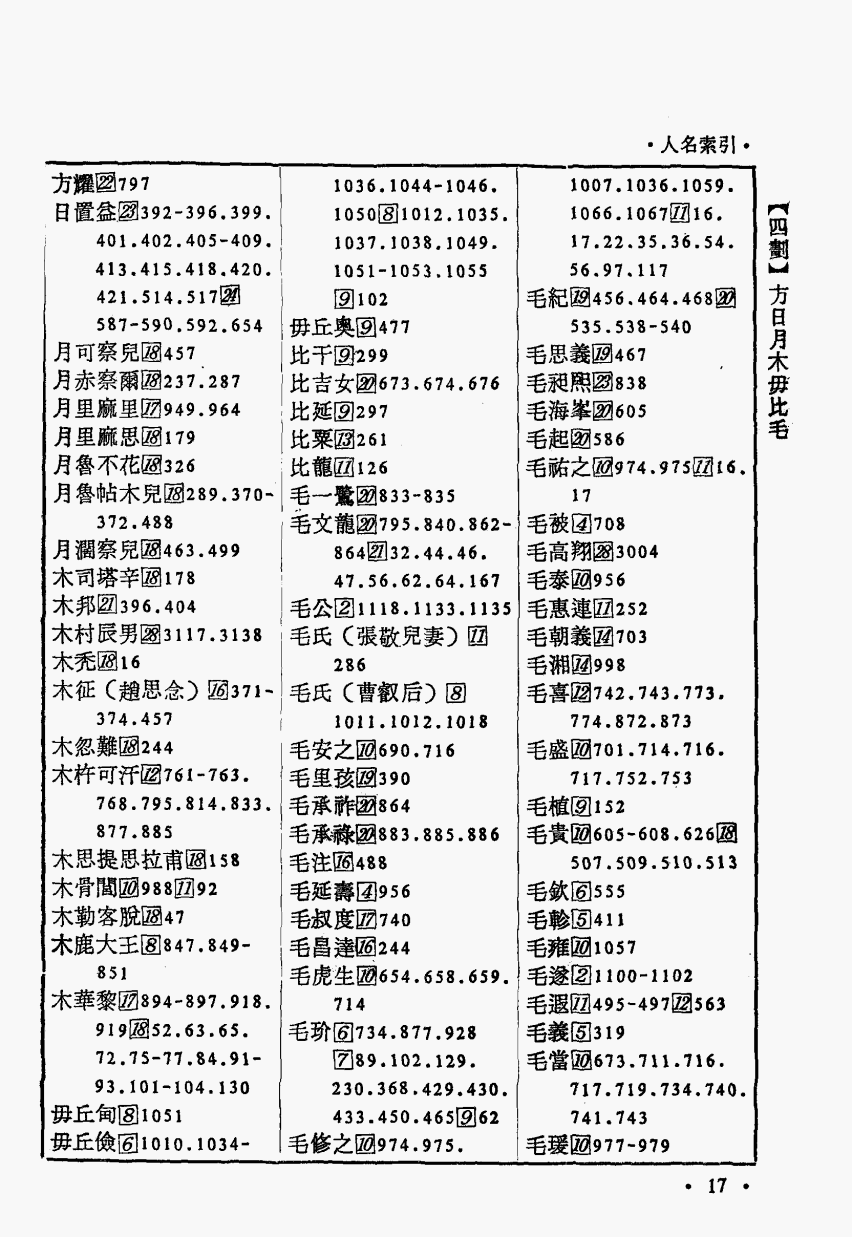 ·人名索引·
方耀[22]797
日置益[23]392-396.399.
401.402.405-409.
413.415.418.420.
421.514.517[24]
587-590.592.654
月可察兒[18]457
月赤察爾[18]237.287
月里麻里[17]949.964
月里麻思[18]179
月魯不花[18]326
月魯帖木兒[18]289.370-
372.488
月濶察兒[18]463.499
木司塔辛[18]178
木邦[21]396.404
木村辰男[28]3117.3138
木禿[18]16
木征（趙思念）[16]371-
374.457
木忽難[18]244
木杵可汗[12]761-763.
768.795.814.833.
877.885
木思提思拉甫[18]158
木骨閭[10]988[11]92
木勒客脫[18]47
木鹿大王[8]847.849-
851
木華黎[17]894-897.918.
919[18]52.63.65.
72.75-77.84.91-
93.101-104.130
毋丘甸[8]1051
毋丘儉[6]1010.1034-
1036.1044-1046.
1050[8]1012.1035.
1037.1038.1049.
1051-1053.1055
[9]102
毋丘奧[9]477
比干[9]299
比吉女[20]673.674.676
比延[9]297
比粟[13]261
比龍[11]126
毛一鷺[20]833-835
毛文龍[20]795.840.862-
864[21]32.44.46.
47.56.62.64.167
毛公[2]1118.1133.1135
毛氏（張敬兒妻）[11]
286
毛氏（曹叡后）[8]
1011.1012.1018
毛安之[10]690.716
毛里孩[19]390
毛承祚[20]864
毛承祿[20]883.885.886
毛注[16]488
毛延壽[4]956
毛叔度[17]740
毛昌達[16]244
毛虎生[10]654.658.659.
714
毛玠[6]734.877.928
[7]89.102.129.
230.368.429.430.
433.450.465[9]62
毛修之[10]974.975.
1007.1036.1059.
1066.1067[11]16.
17.22.35.36.54.
56.97.117
毛紀[19]456.464.468[20]
535.538-540
毛思義[19]467
毛昶熙[23]838
毛海峯[20]605
毛起[20]586
毛祐之[10]974.975[11]16.
17
毛被[4]708
毛高翔[28]3004
毛泰[10]956
毛惠連[11]252
毛朝義[14]703
毛湘[14]998
毛喜[12]742.743.773.
774.872.873
毛盛[10]701.714.716.
717.752.753
毛植[9]152
毛貴[10]605-608.626[18]
507.509.510.513
毛欽[6]555
毛軫[5]411
毛雍[10]1057
毛遂[2]1100-1102
毛遐[11]495-497[12]563
毛義[5]319
毛當[10]673.711.716.
717.719.734.740.
741.743
毛瑗[10]977-979
【四劃】方日月木毋比毛
·17·